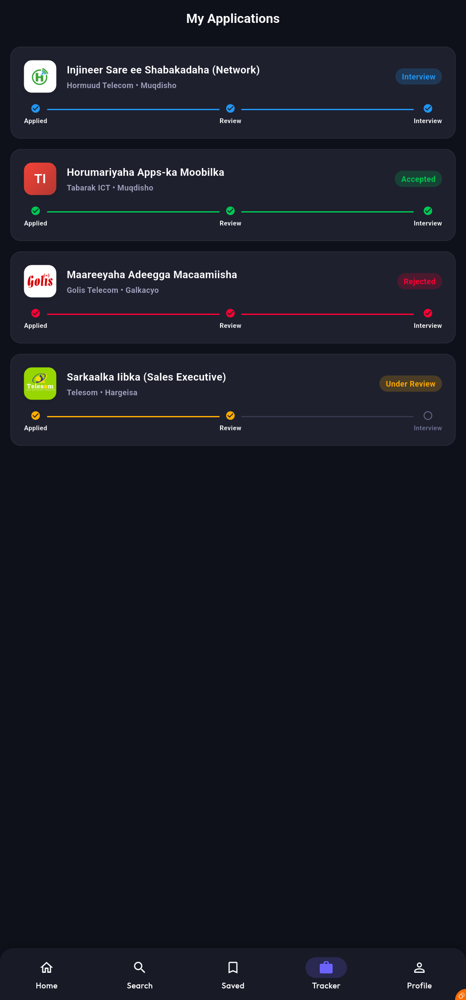 My Applications
Injineer Sare ee Shabakadaha (Network)
Hormuud Telecom • Muqdisho
Interview
Applied
Review
Interview
TI
Horumariyaha Apps-ka Moobilka
Tabarak ICT • Muqdisho
Accepted
Applied
Review
Interview
Golis
Maareeyaha Adeegga Macaamiisha
Golis Telecom • Galkacyo
Rejected
Applied
Review
Interview
Telesom
Sarkaalka Iibka (Sales Executive)
Telesom • Hargeisa
Under Review
Applied
Review
Interview
Home
Search
Saved
Tracker
Profile